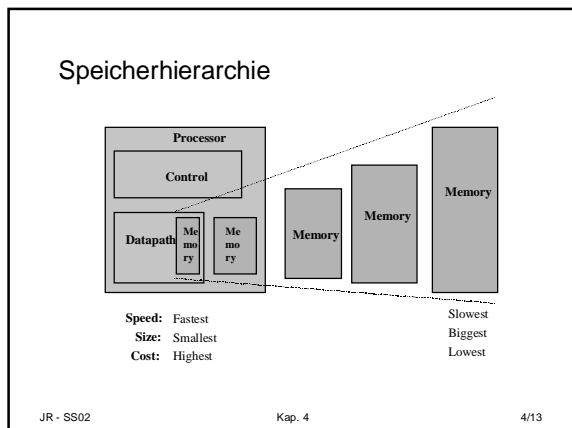 Speicherhierarchie
Processor
Control
Datapath
Me
mo
ry
Me
mo
ry
Memory
Memory
Memory
Speed: Fastest
Size: Smallest
Cost: Highest
Slowest
Biggest
Lowest
JR - SS02 Kap. 4 4/13